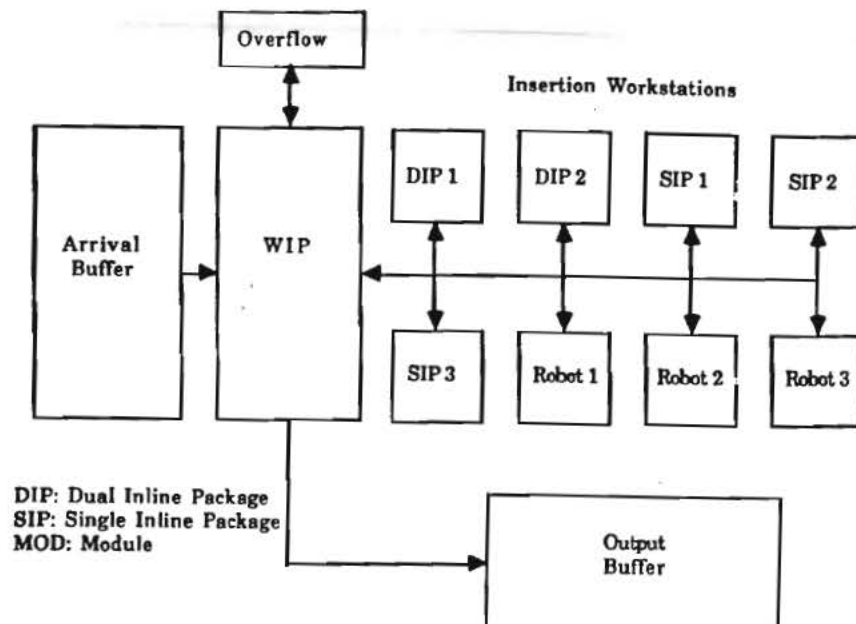 Overflow
Insertion Workstations
DIP 1
DIP 2
SIP 1
SIP 2
Arrival
Buffer
WIP
SIP 3
Robot 1
Robot 2
Robot 3
DIP: Dual Inline Package
SIP: Single Inline Package
MOD: Module
Output
Buffer